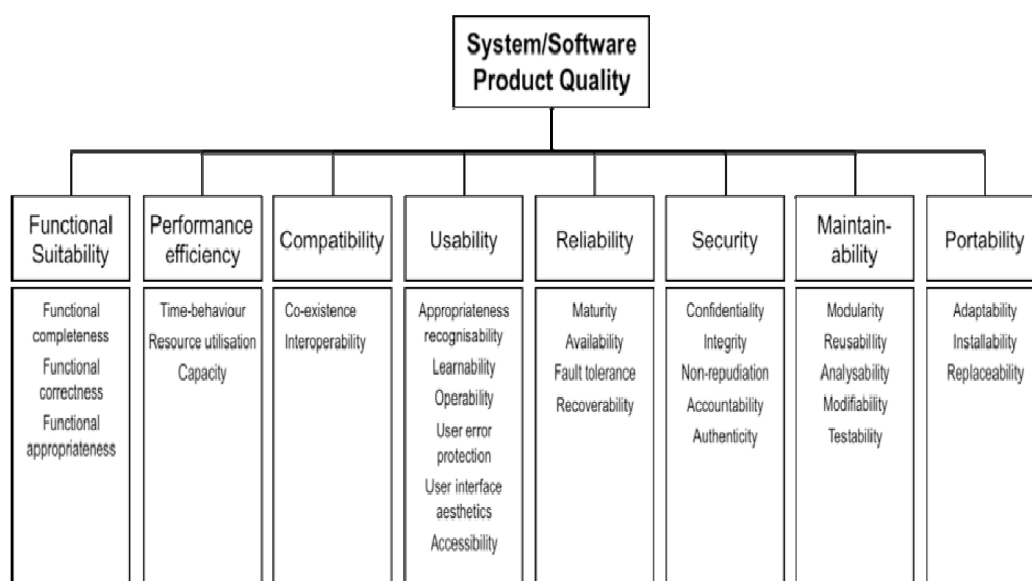 System/Software
Product Quality
Functional
Suitability
Performance
efficiency
Compatibility
Usability
Reliability
Security
Maintain-
ability
Portability
Functional
completeness
Functional
correctness
Functional
appropriateness
Time-behaviour
Resource utilisation
Capacity
Co-existence
Interoperability
Appropriateness
recognisability
Learnability
Operability
User error
protection
User interface
aesthetics
Accessibility
Maturity
Availability
Fault tolerance
Recoverability
Confidentiality
Integrity
Non-repudiation
Accountability
Authenticity
Modularity
Reusability
Analysability
Modifiability
Testability
Adaptability
Installability
Replaceability